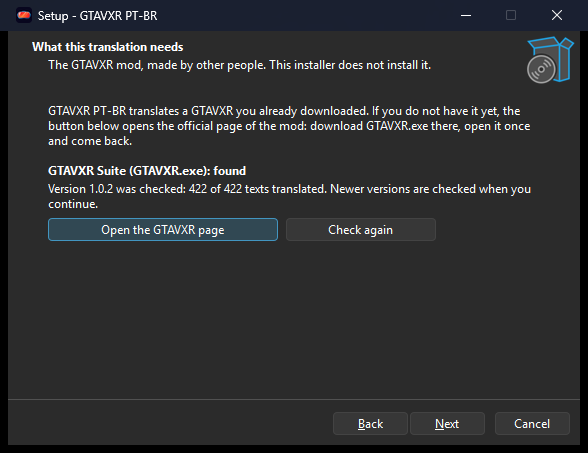 Setup - GTAVXR PT-BR
What this translation needs
The GTAVXR mod, made by other people. This installer does not install it.
GTAVXR PT-BR translates a GTAVXR you already downloaded. If you do not have it yet, the
button below opens the official page of the mod: download GTAVXR.exe there, open it once
and come back.
GTAVXR Suite (GTAVXR.exe): found
Version 1.0.2 was checked: 422 of 422 texts translated. Newer versions are checked when you
continue.
Open the GTAVXR page
Check again
Back
Next
Cancel